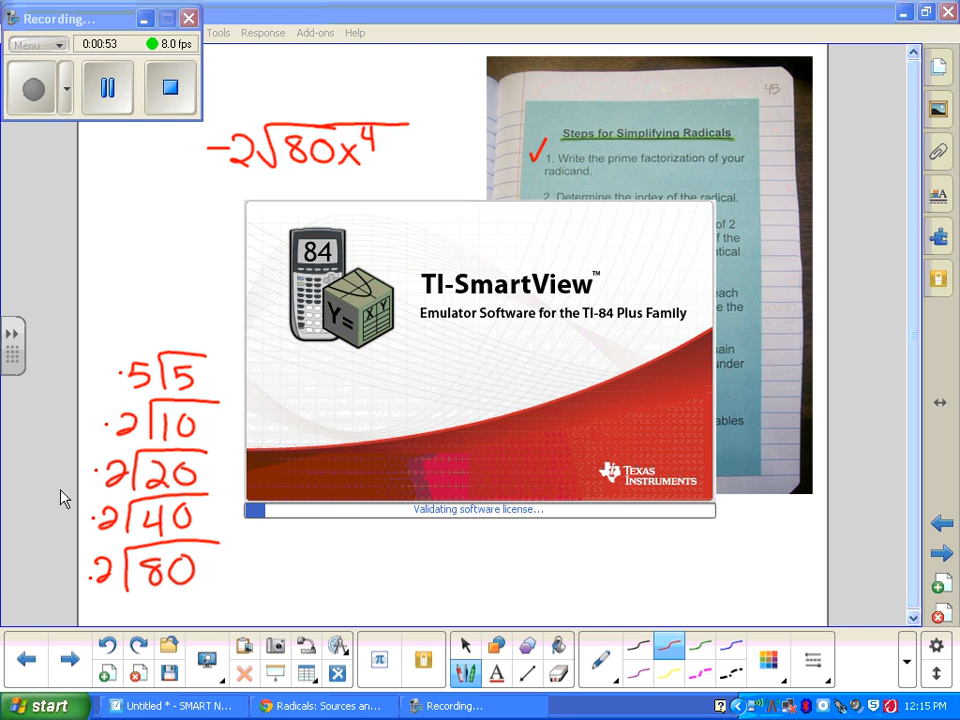 Recording...
Menu
0:00:53
8.0 fps
Tools Response Add-ons Help
45
-2√80x⁴
Steps for Simplifying Radicals
1. Write the prime factorization of your
radicand.
2. Determine the index of the radical.
of 2
of the
84
Y=
X Y
TI-SmartView™
Emulator Software for the TI-84 Plus Family
each
the
under
ables
TEXAS
INSTRUMENTS
Validating software license...
·5 5
·2 10
·2 20
·2 40
·2 80
π
A
start
Untitled * - SMART N...
Radicals: Sources an...
Recording...
12:15 PM